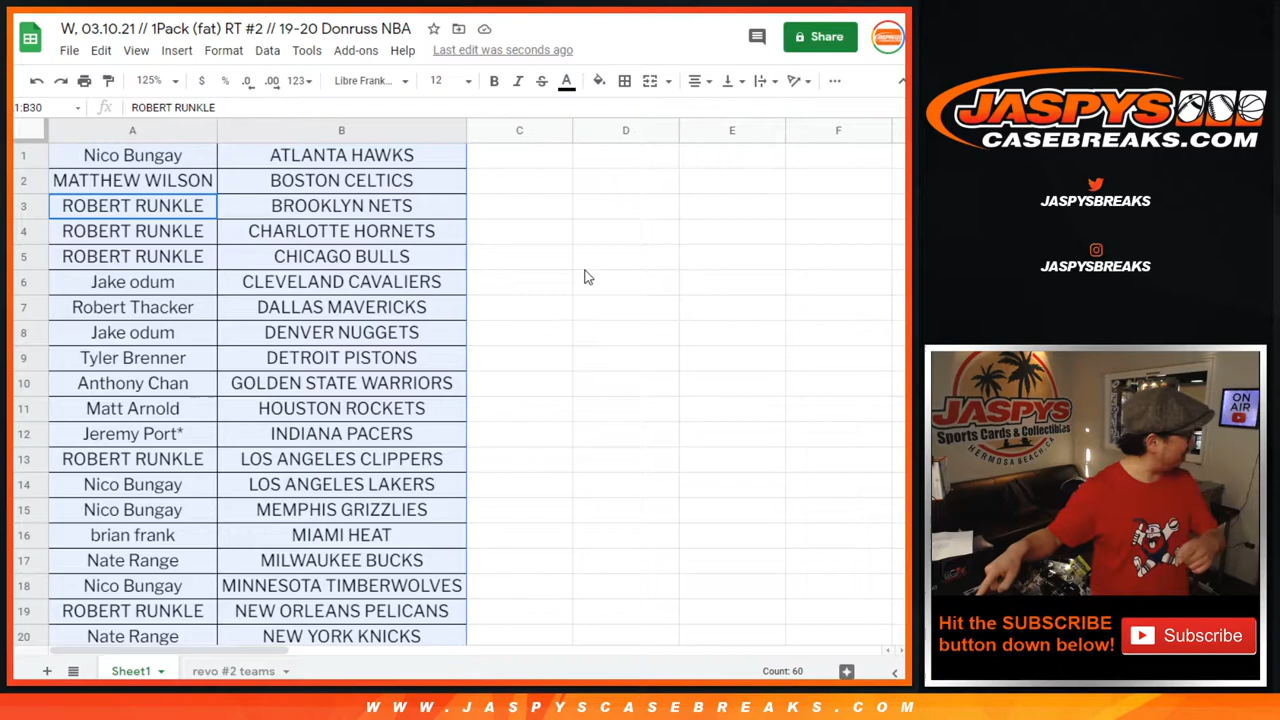 W, 03.10.21 // 1Pack (fat) RT #2 // 19-20 Donruss NBA
File Edit View Insert Format Data Tools Add-ons Help Last edit was seconds ago
Share
125% $ % .0 .00 123 Libre Frank... 12 B I S A
1:B30 fx ROBERT RUNKLE
A B C D E F
1 Nico Bungay ATLANTA HAWKS
2 MATTHEW WILSON BOSTON CELTICS
3 ROBERT RUNKLE BROOKLYN NETS
4 ROBERT RUNKLE CHARLOTTE HORNETS
5 ROBERT RUNKLE CHICAGO BULLS
6 Jake odum CLEVELAND CAVALIERS
7 Robert Thacker DALLAS MAVERICKS
8 Jake odum DENVER NUGGETS
9 Tyler Brenner DETROIT PISTONS
10 Anthony Chan GOLDEN STATE WARRIORS
11 Matt Arnold HOUSTON ROCKETS
12 Jeremy Port* INDIANA PACERS
13 ROBERT RUNKLE LOS ANGELES CLIPPERS
14 Nico Bungay LOS ANGELES LAKERS
15 Nico Bungay MEMPHIS GRIZZLIES
16 brian frank MIAMI HEAT
17 Nate Range MILWAUKEE BUCKS
18 Nico Bungay MINNESOTA TIMBERWOLVES
19 ROBERT RUNKLE NEW ORLEANS PELICANS
20 Nate Range NEW YORK KNICKS
Sheet1 revo #2 teams Count: 60
JASPYS
CASEBREAKS.COM
JASPYSBREAKS
JASPYSBREAKS
JASPYS
Sports Cards & Collectibles
HERMOSA BEACH, CA
ON
AIR
Hit the SUBSCRIBE
button down below!
Subscribe
WWW.JASPYSCASEBREAKS.COM